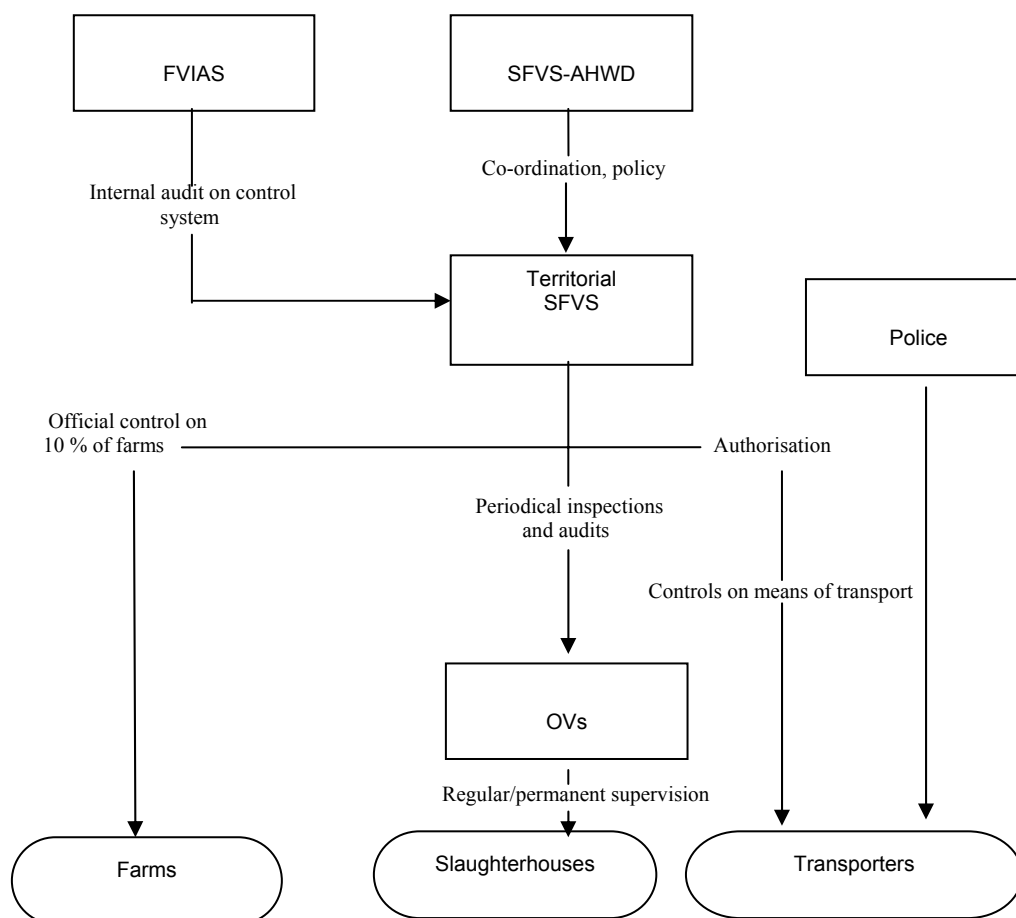 FVIAS
SFVS-AHWD
Internal audit on control
system
Co-ordination, policy
Territorial
SFVS
Police
Official control on
10 % of farms
Authorisation
Periodical inspections
and audits
Controls on means of transport
OVs
Regular/permanent supervision
Farms
Slaughterhouses
Transporters